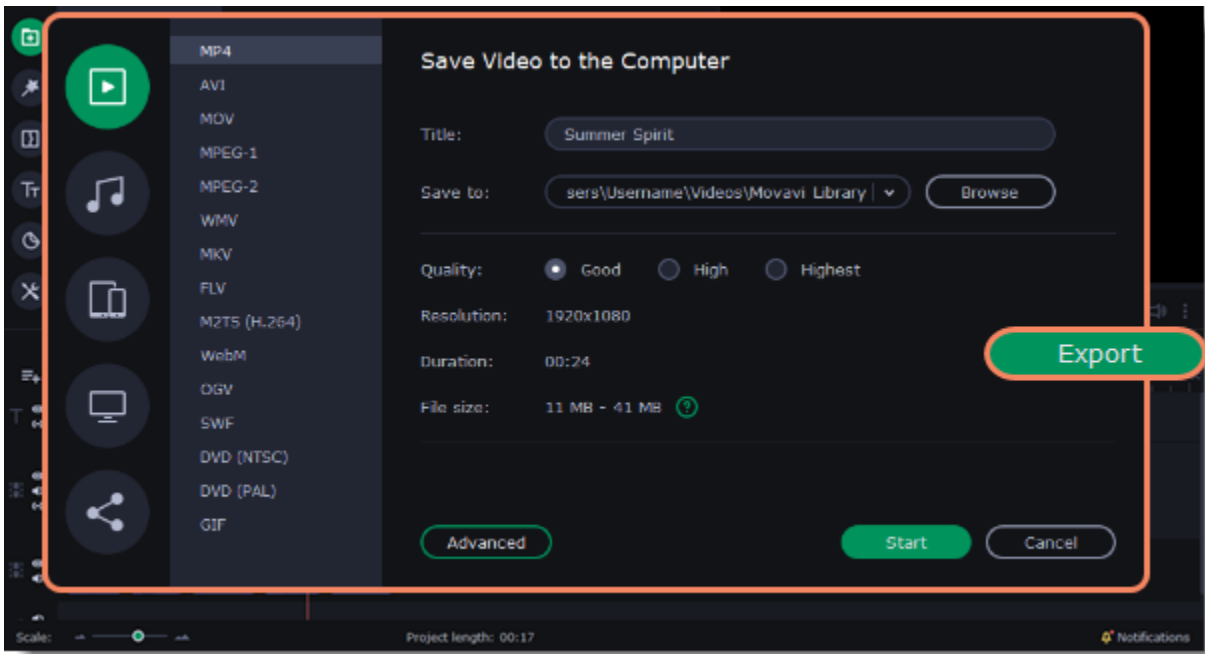 MP4
AVI
MOV
MPEG-1
MPEG-2
WMV
MKV
FLV
M2TS (H.264)
WebM
OGV
SWF
DVD (NTSC)
DVD (PAL)
GIF
Save Video to the Computer
Title: Summer Spirit
Save to: sers\Username\Videos\Movavi Library Browse
Quality: Good High Highest
Resolution: 1920x1080
Duration: 00:24
File size: 11 MB - 41 MB ?
Advanced Start Cancel
Export
Tт
T
Scale: Project length: 00:17 Notifications